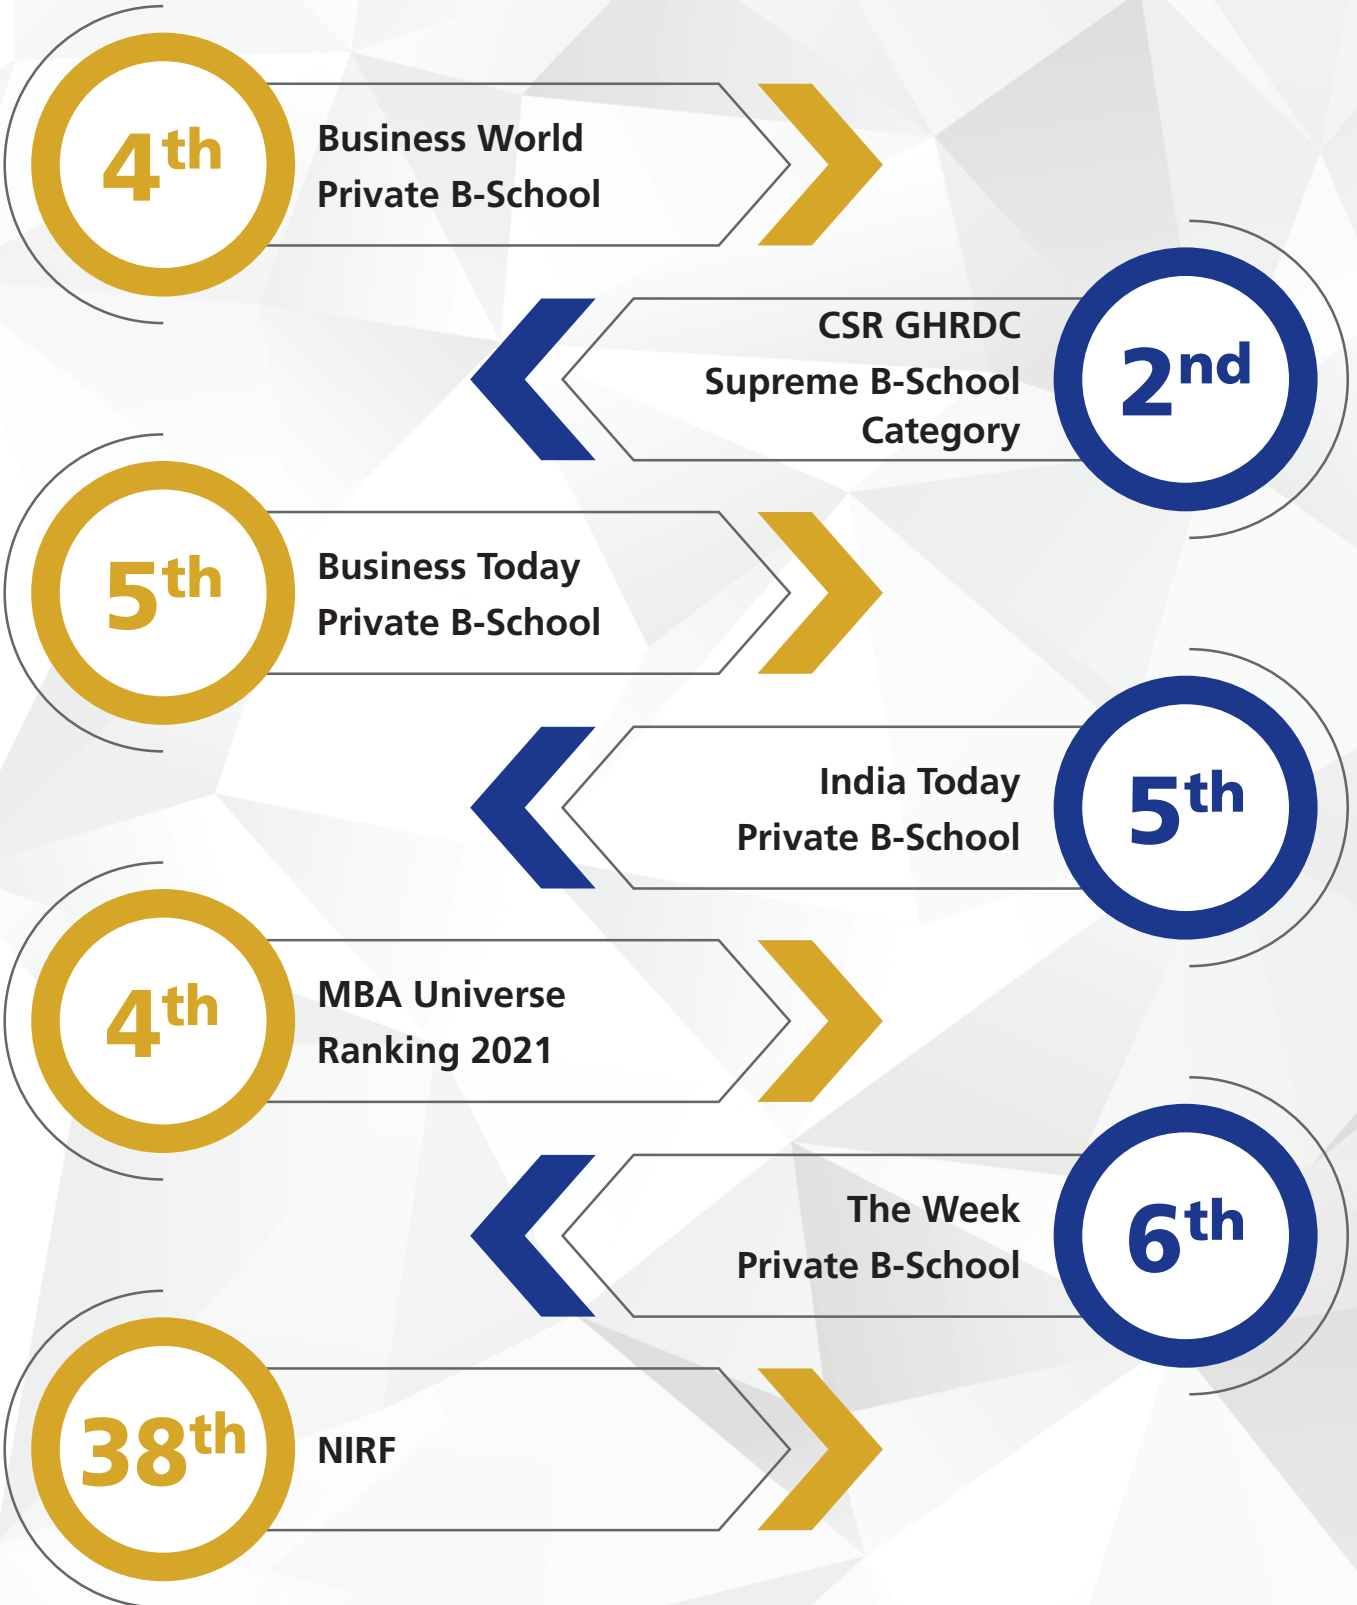 4th
Business World
Private B-School
CSR GHRDC
Supreme B-School
Category
2nd
5th
Business Today
Private B-School
India Today
Private B-School
5th
4th
MBA Universe
Ranking 2021
The Week
Private B-School
6th
38th
NIRF